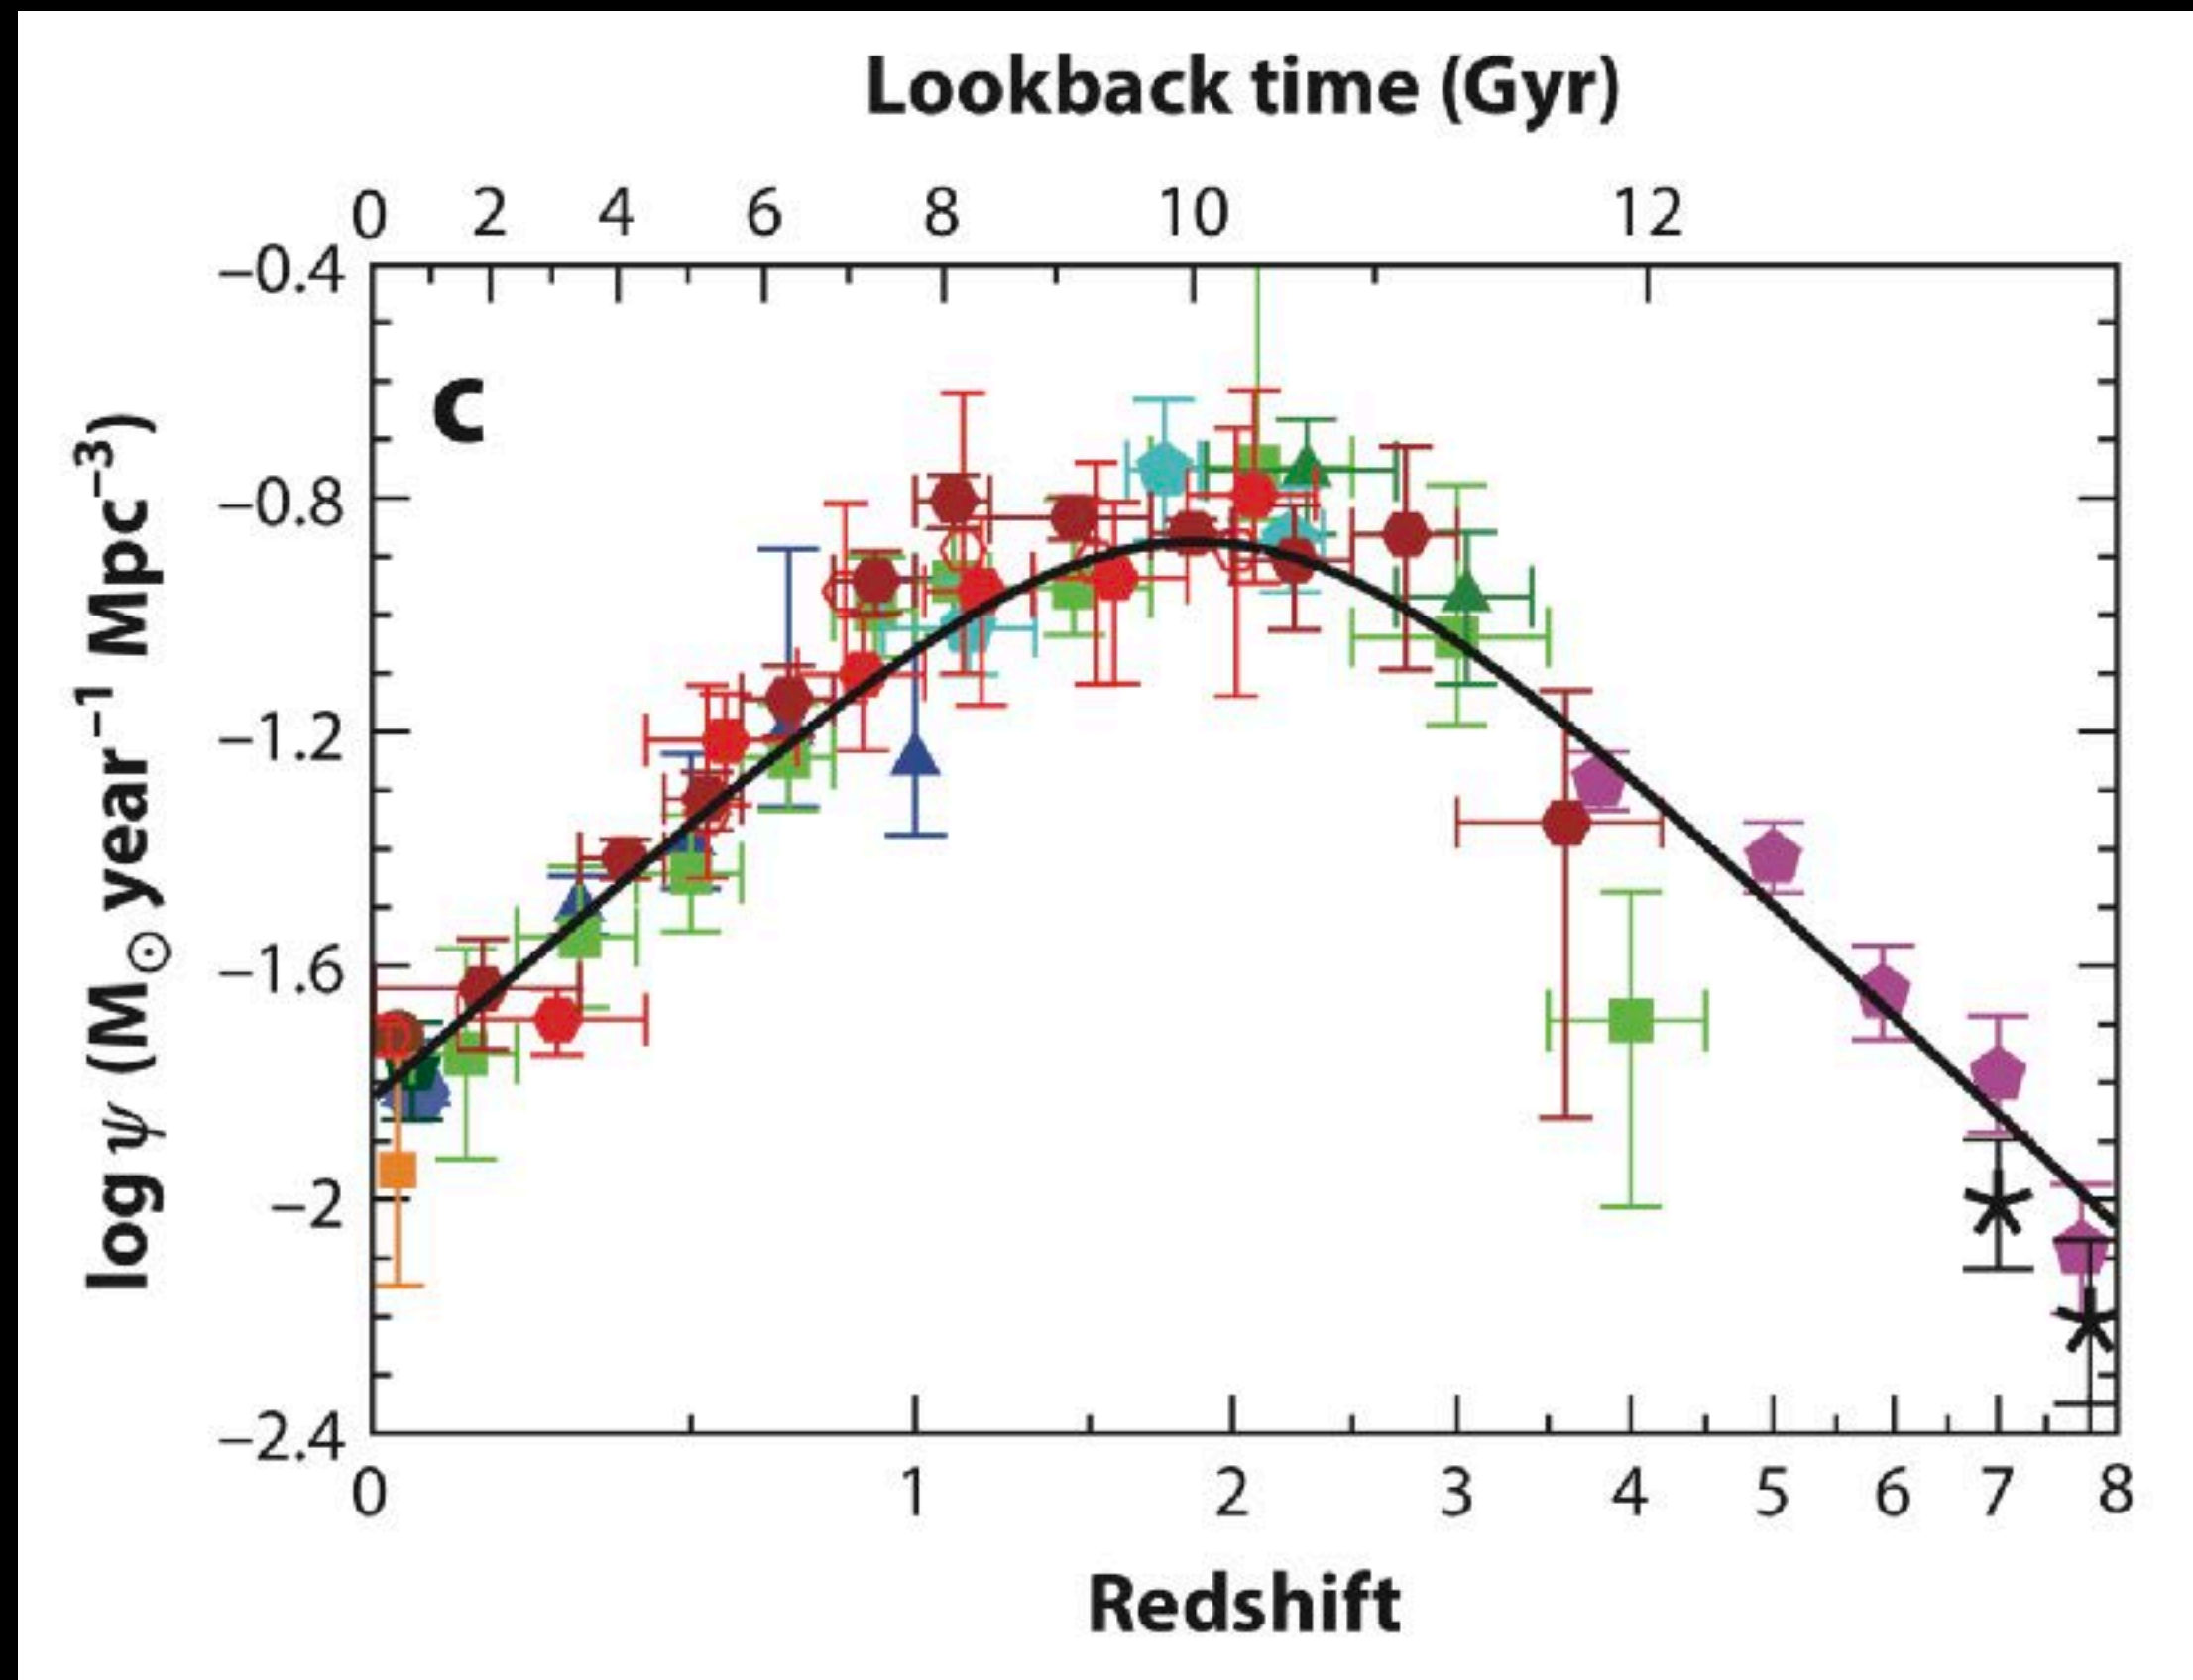 Lookback time (Gyr)
0 2 4 6 8 10 12
−0.4
c
−0.8
−1.2
−1.6
−2
−2.4
log ψ (M⊙ year⁻¹ Mpc⁻³)
0 1 2 3 4 5 6 7 8
Redshift